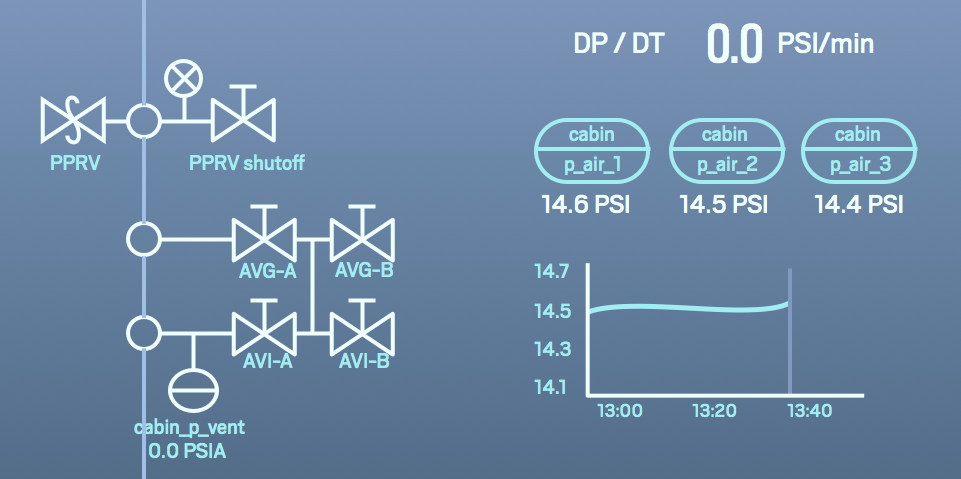 DP / DT 0.0 PSI/min
PPRV
PPRV shutoff
cabin
p_air_1
14.6 PSI
cabin
p_air_2
14.5 PSI
cabin
p_air_3
14.4 PSI
AVG-A
AVG-B
AVI-A
AVI-B
cabin_p_vent
0.0 PSIA
14.7
14.5
14.3
14.1
13:00 13:20 13:40